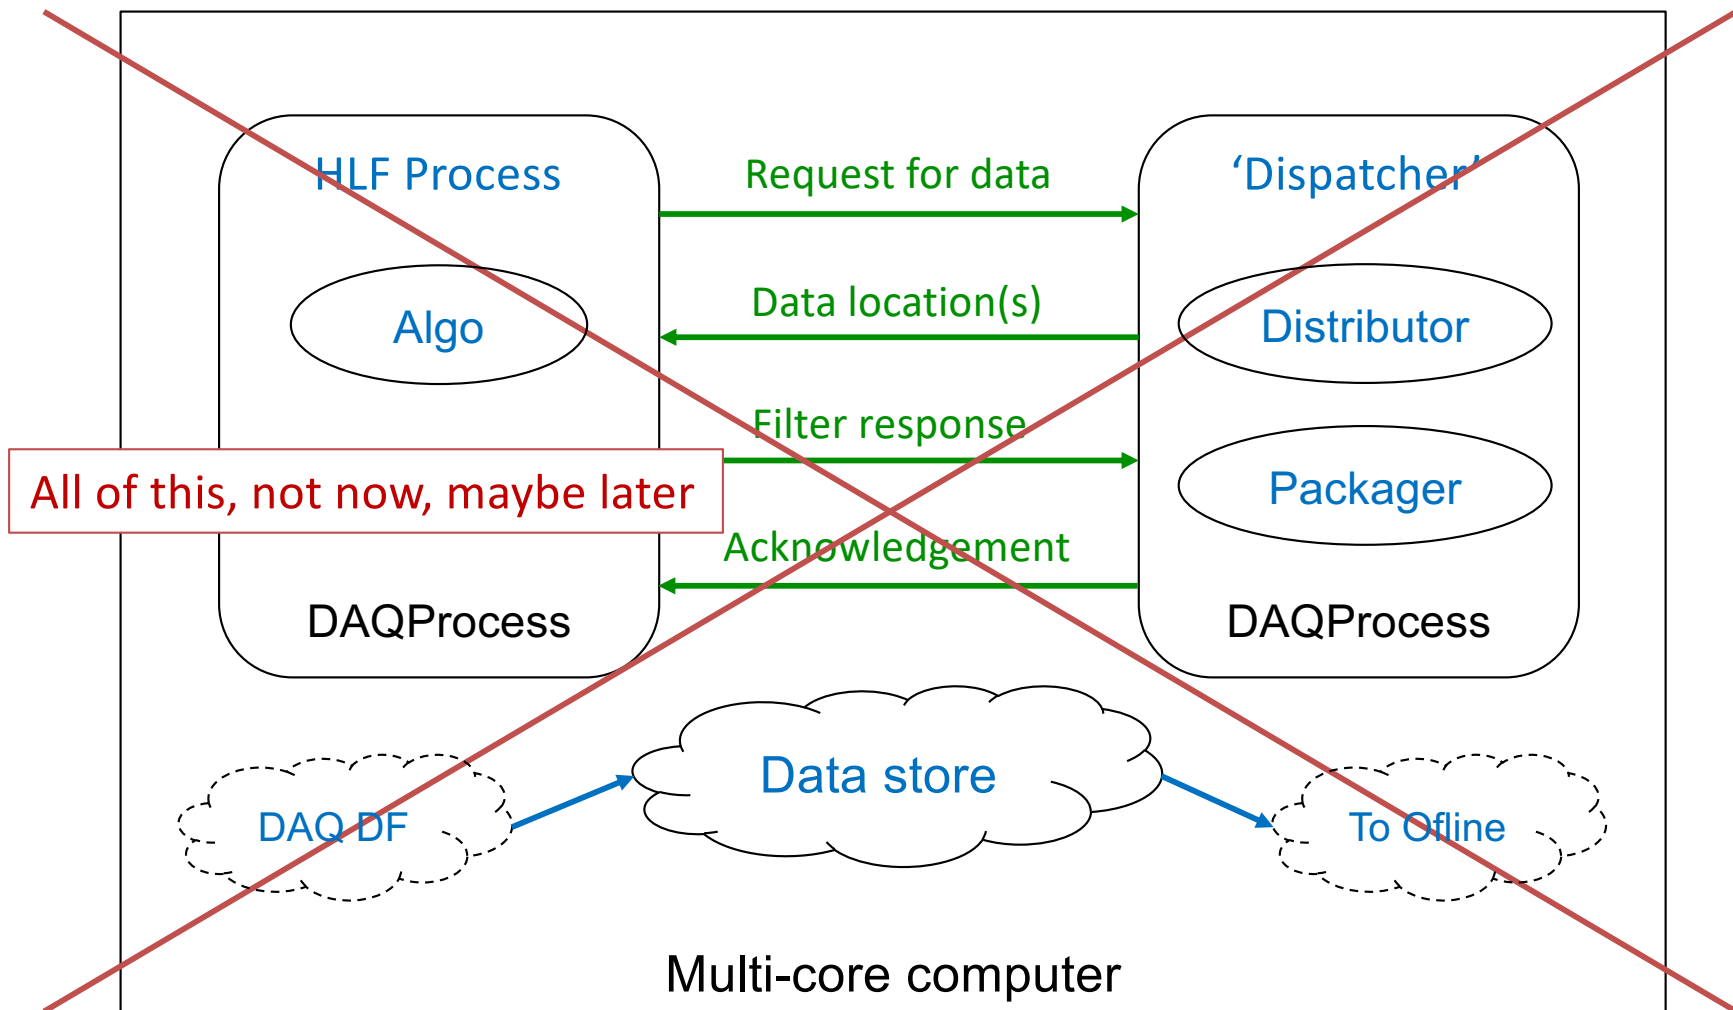 HLF Process
Request for data
‘Dispatcher’
Data location(s)
Algo
Distributor
Filter response
All of this, not now, maybe later
Packager
Acknowledgement
DAQProcess
DAQProcess
Data store
DAQ DF
To Ofline
Multi-core computer